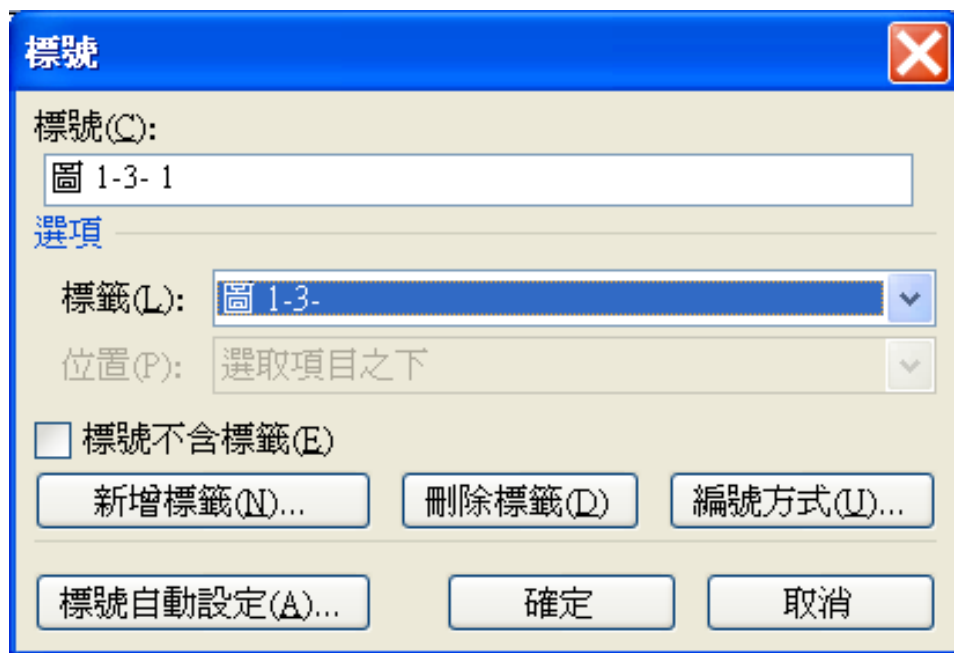 標號
標號(C):
圖 1-3- 1
選項
標籤(L): 圖 1-3-
位置(P): 選取項目之下
標號不含標籤(E)
新增標籤(N)... 刪除標籤(D) 編號方式(U)...
標號自動設定(A)... 確定 取消